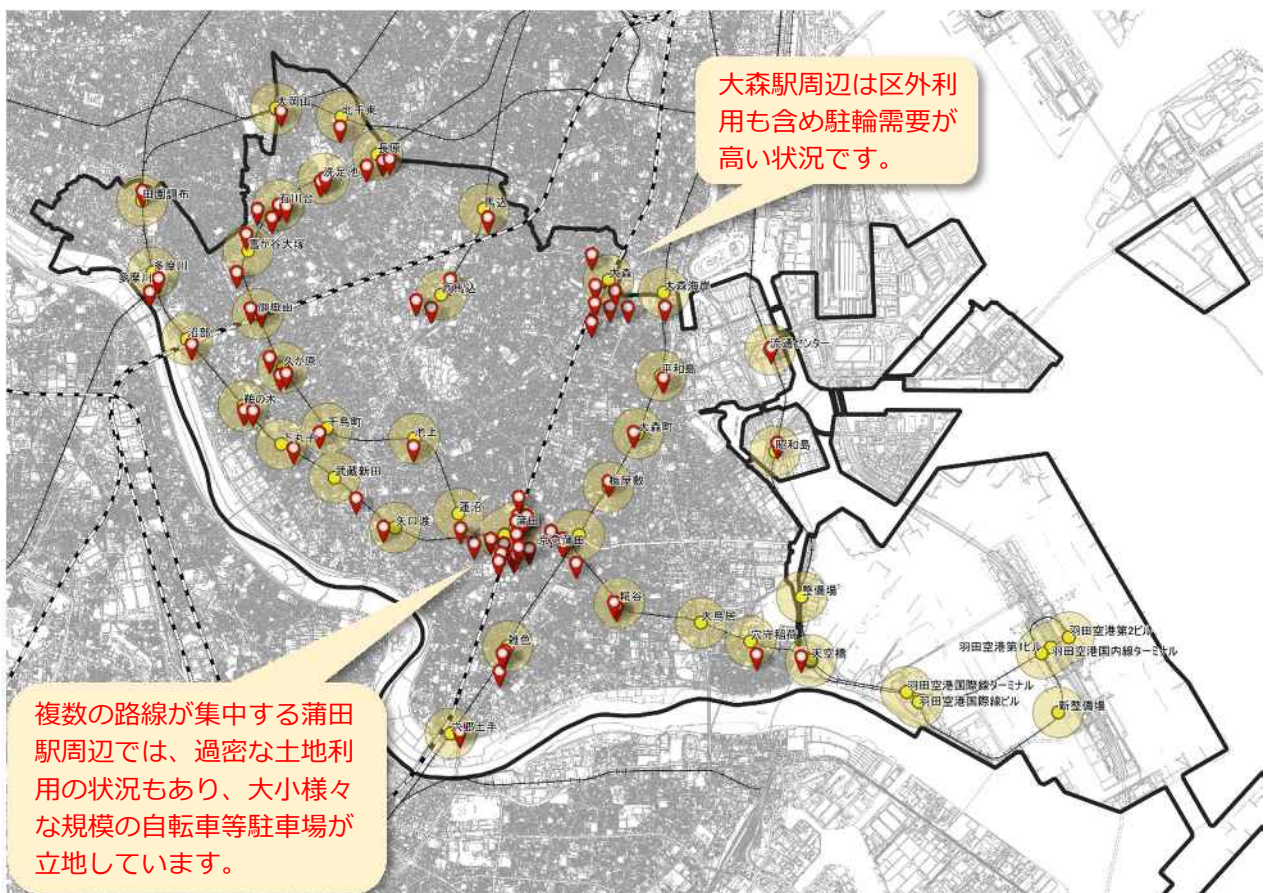 大森駅周辺は区外利
用も含め駐輪需要が
高い状況です。
大岡山
北千束
長原
洗足池
田園調布
石川台
馬込
雪が谷大塚
多摩川
多摩川
大森
大森海岸
西馬込
御嶽山
沼部
流通センター
久が原
平和島
鵜の木
千島町
池上
大森町
下丸子
昭和島
武蔵新田
梅屋敷
蓮沼
蒲田
矢口渡
京急蒲田
糀谷
整備場
大鳥居
穴守稲荷
雑色
天空橋
羽田空港第2ビル
羽田空港第1ビル
羽田空港国内線ターミナル
羽田空港国際線ターミナル
羽田空港国際線ビル
新整備場
六郷土手
複数の路線が集中する蒲田
駅周辺では、過密な土地利
用の状況もあり、大小様々
な規模の自転車等駐車場が
立地しています。